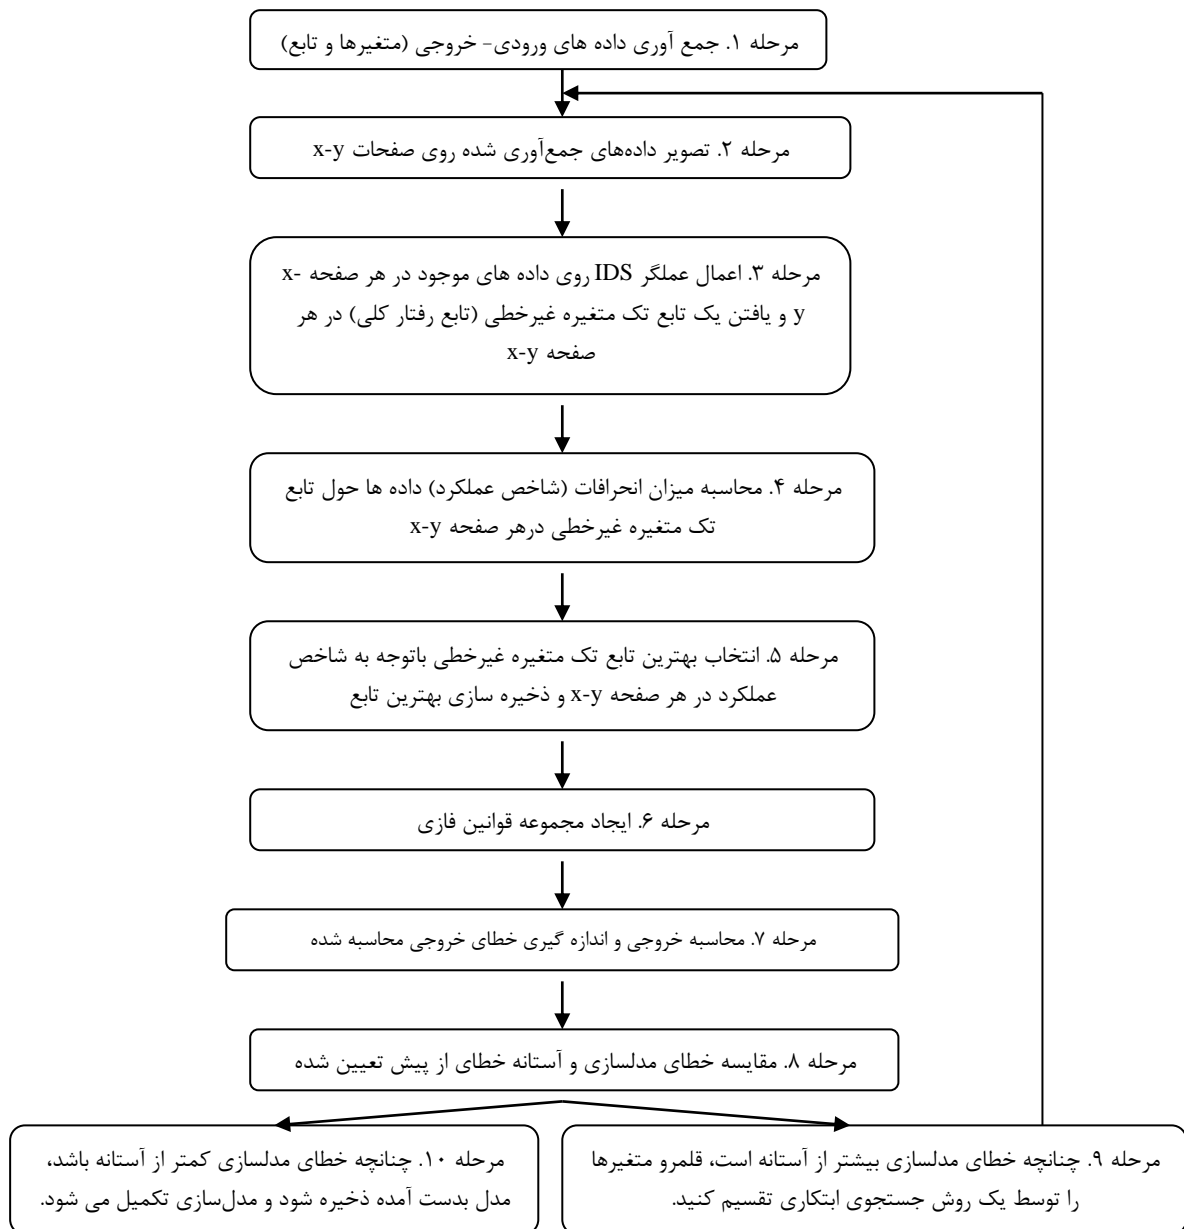 مرحله ۱. جمع آوری داده های ورودی- خروجی (متغیرها و تابع)
مرحله ۲. تصویر داده‌های جمع‌آوری شده روی صفحات x-y
مرحله ۳. اعمال عملگر IDS روی داده های موجود در هر صفحه x-
y و یافتن یک تابع تک متغیره غیرخطی (تابع رفتار کلی) در هر
صفحه x-y
مرحله ۴. محاسبه میزان انحرافات (شاخص عملکرد) داده ها حول تابع
تک متغیره غیرخطی درهر صفحه x-y
مرحله ۵. انتخاب بهترین تابع تک متغیره غیرخطی باتوجه به شاخص
عملکرد در هر صفحه x-y و ذخیره سازی بهترین تابع
مرحله ۶. ایجاد مجموعه قوانین فازی
مرحله ۷. محاسبه خروجی و اندازه گیری خطای خروجی محاسبه شده
مرحله ۸. مقایسه خطای مدلسازی و آستانه خطای از پیش تعیین شده
مرحله ۹. چنانچه خطای مدلسازی بیشتر از آستانه است، قلمرو متغیرها
را توسط یک روش جستجوی ابتکاری تقسیم کنید.
مرحله ۱۰. چنانچه خطای مدلسازی کمتر از آستانه باشد،
مدل بدست آمده ذخیره شود و مدل‌سازی تکمیل می شود.